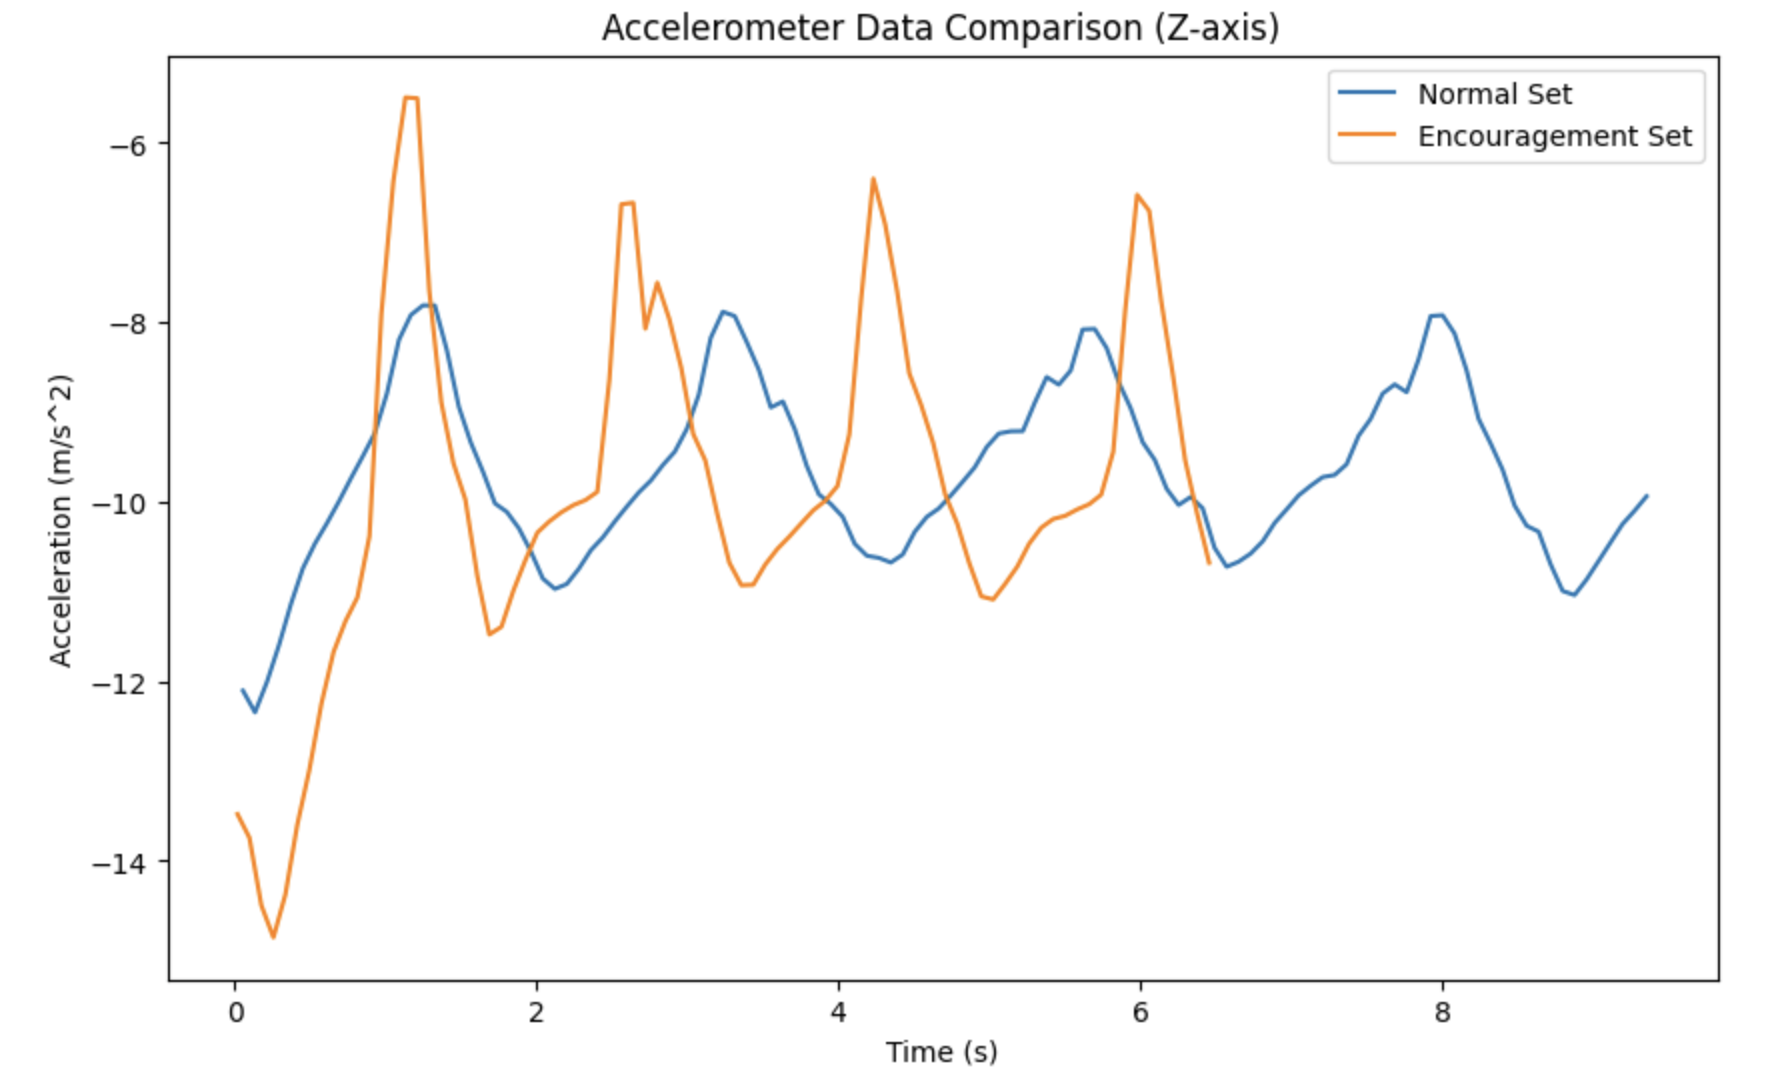 Accelerometer Data Comparison (Z-axis)
Normal Set
Encouragement Set
−6
−8
−10
−12
−14
Acceleration (m/s^2)
0 2 4 6 8
Time (s)